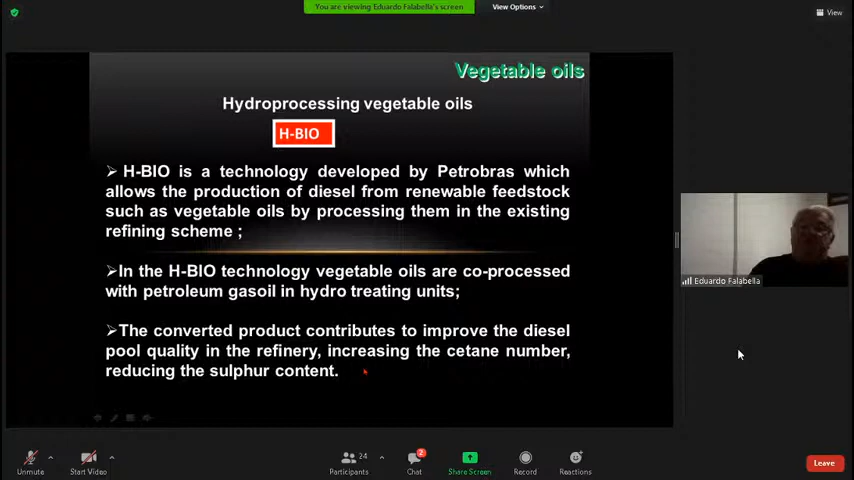 You are viewing Eduardo Falabella's screen
View Options
View
Vegetable oils
Hydroprocessing vegetable oils
H-BIO
➢ H-BIO is a technology developed by Petrobras which
allows the production of diesel from renewable feedstock
such as vegetable oils by processing them in the existing
refining scheme ;
➢In the H-BIO technology vegetable oils are co-processed
with petroleum gasoil in hydro treating units;
➢The converted product contributes to improve the diesel
pool quality in the refinery, increasing the cetane number,
reducing the sulphur content.
Eduardo Falabella
Unmute
Start Video
24
Participants
2
Chat
Share Screen
Record
Reactions
Leave